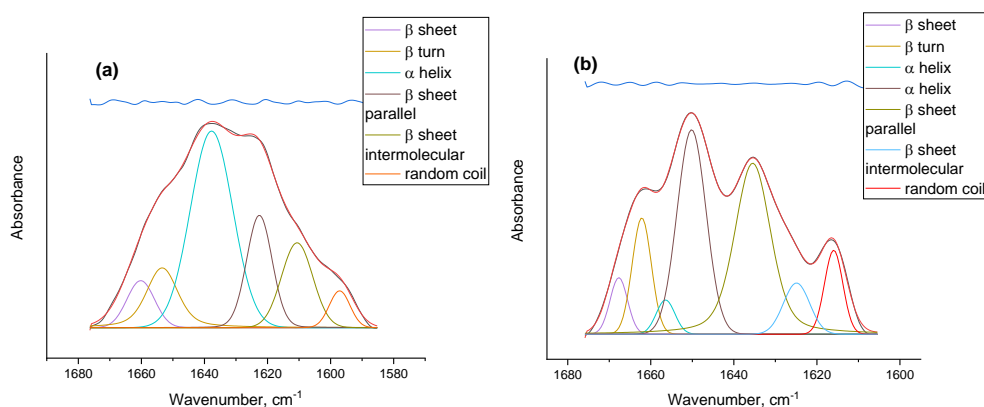 (a)
β sheet
β turn
α helix
β sheet
parallel
β sheet
intermolecular
random coil
Absorbance
1680 1660 1640 1620 1600 1580
Wavenumber, cm⁻¹
(b)
β sheet
β turn
α helix
α helix
β sheet
parallel
β sheet
intermolecular
random coil
Absorbance
1680 1660 1640 1620 1600
Wavenumber, cm⁻¹